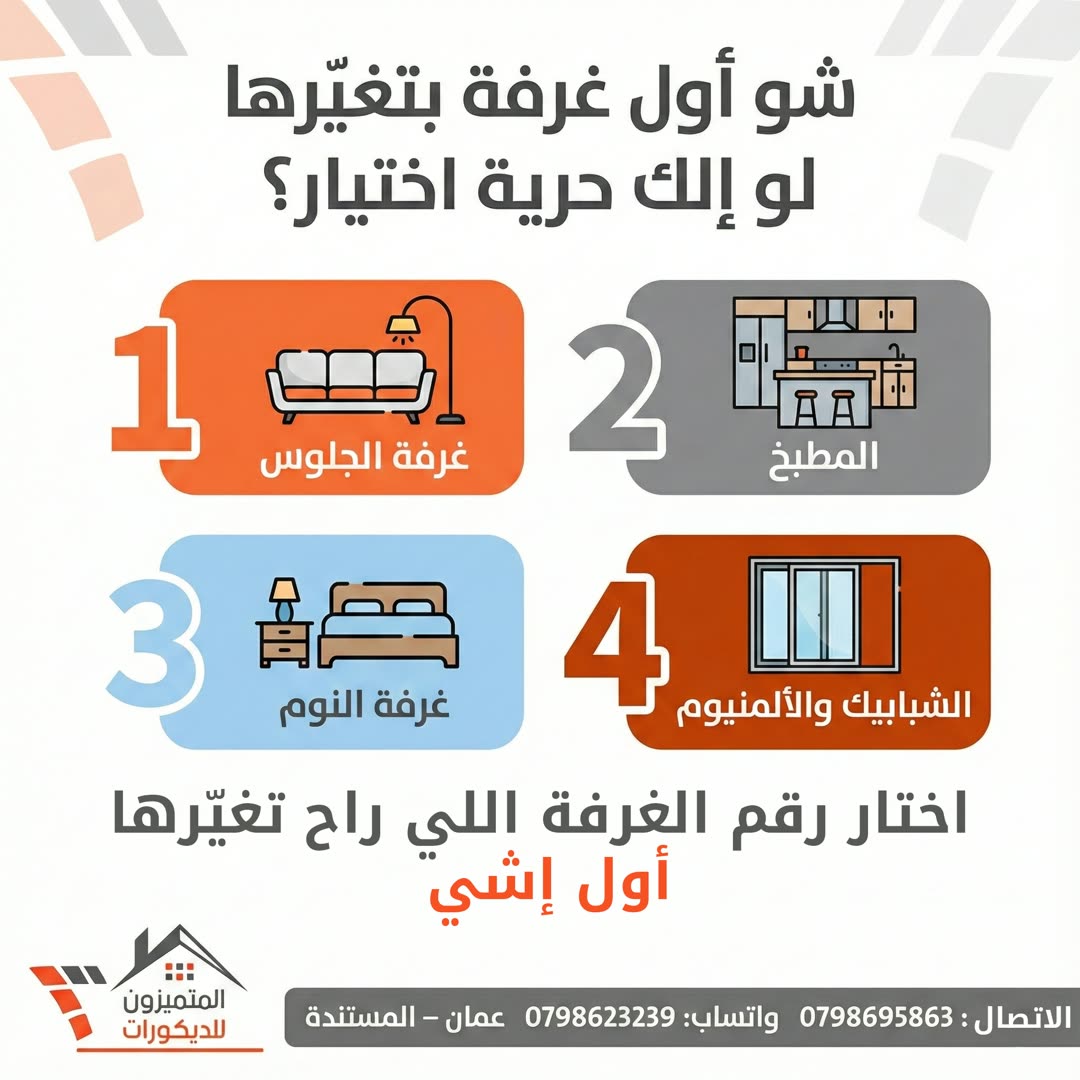 شو أول غرفة بتغيّرها
لو إلك حرية اختيار؟
1
غرفة الجلوس
2
المطبخ
3
غرفة النوم
4
الشبابيك والألمنيوم
اختار رقم الغرفة اللي راح تغيّرها
أول إشي
المتميزون
للديكورات
الاتصال : 0798695863 واتساب: 0798623239 عمان – المستندة